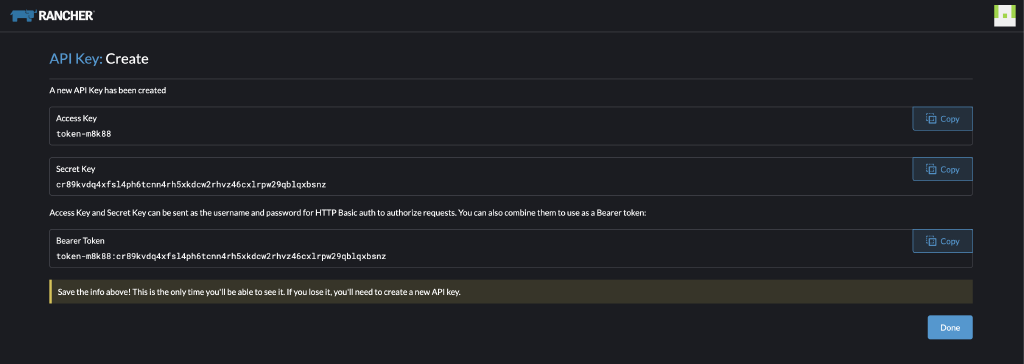 RANCHER
API Key: Create
A new API Key has been created
Access Key
token-m8k88
Copy
Secret Key
cr89kvdq4xfsl4ph6tcnn4rh5xkdcw2rhvz46cxlrpw29qblqxbsnz
Copy
Access Key and Secret Key can be sent as the username and password for HTTP Basic auth to authorize requests. You can also combine them to use as a Bearer token:
Bearer Token
token-m8k88:cr89kvdq4xfsl4ph6tcnn4rh5xkdcw2rhvz46cxlrpw29qblqxbsnz
Copy
Save the info above! This is the only time you'll be able to see it. If you lose it, you'll need to create a new API key.
Done